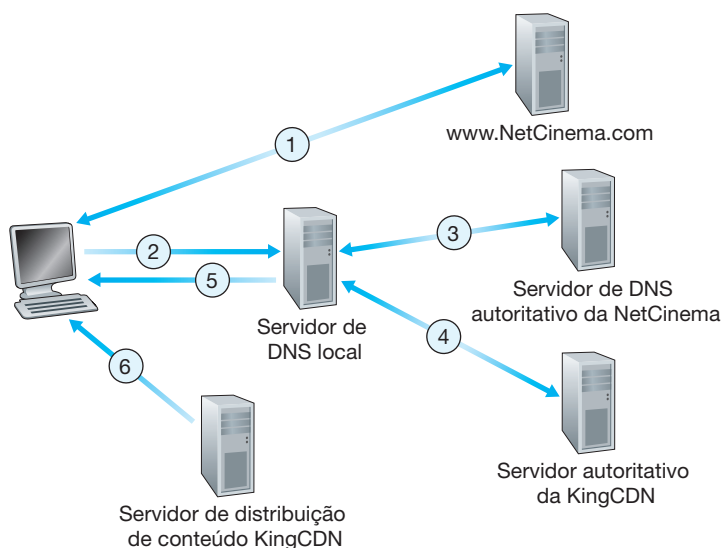 www.NetCinema.com
1
2
3
5
Servidor de DNS
autoritativo da NetCinema
Servidor de
DNS local
4
6
Servidor autoritativo
da KingCDN
Servidor de distribuição
de conteúdo KingCDN